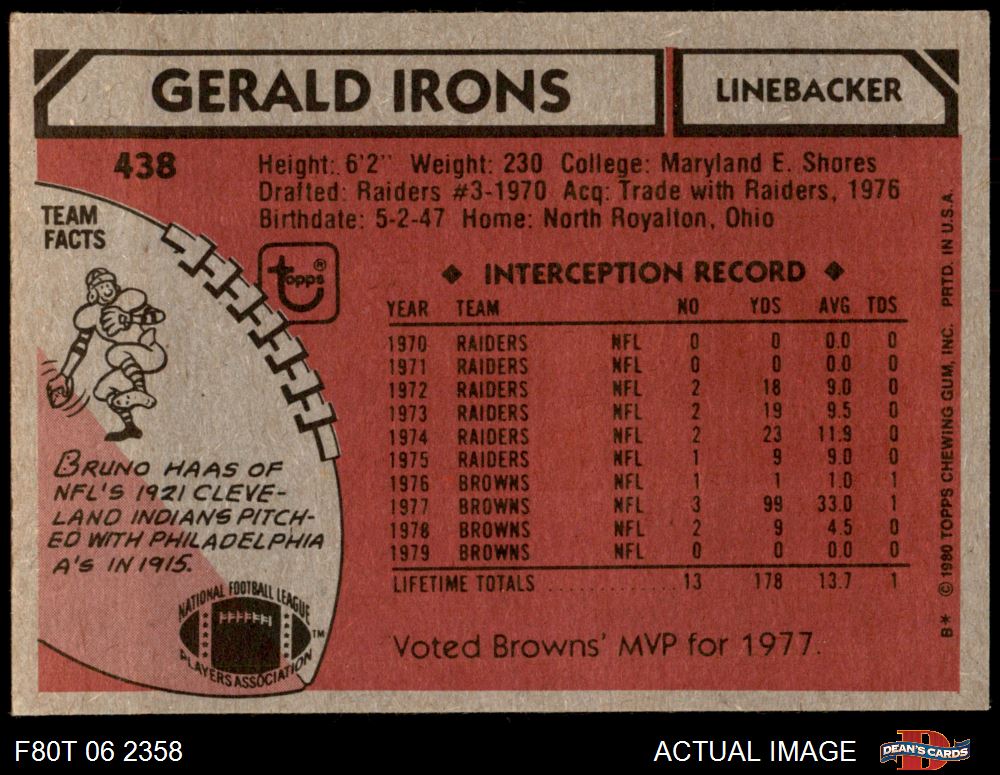 GERALD IRONS
LINEBACKER
438
Height: 6'2" Weight: 230 College: Maryland E. Shores
Drafted: Raiders #3-1970 Acq: Trade with Raiders, 1976
Birthdate: 5-2-47 Home: North Royalton, Ohio
TEAM
FACTS
topps®
BRUNO HAAS OF
NFL'S 1921 CLEVE-
LAND INDIANS PITCH-
ED WITH PHILADELPHIA
A'S IN 1915.
NATIONAL FOOTBALL LEAGUE
PLAYERS ASSOCIATION
TM
◆ INTERCEPTION RECORD ◆
YEAR TEAM NO YDS AVG TDS
1970 RAIDERS NFL 0 0 0.0 0
1971 RAIDERS NFL 0 0 0.0 0
1972 RAIDERS NFL 2 18 9.0 0
1973 RAIDERS NFL 2 19 9.5 0
1974 RAIDERS NFL 2 23 11.9 0
1975 RAIDERS NFL 1 9 9.0 0
1976 BROWNS NFL 1 1 1.0 1
1977 BROWNS NFL 3 99 33.0 1
1978 BROWNS NFL 2 9 4.5 0
1979 BROWNS NFL 0 0 0.0 0
LIFETIME TOTALS .................... 13 178 13.7 1
Voted Browns' MVP for 1977.
B* © 1980 TOPPS CHEWING GUM, INC. PRTD. IN U.S.A.
F80T 06 2358
ACTUAL IMAGE
D
DEAN'S CARDS